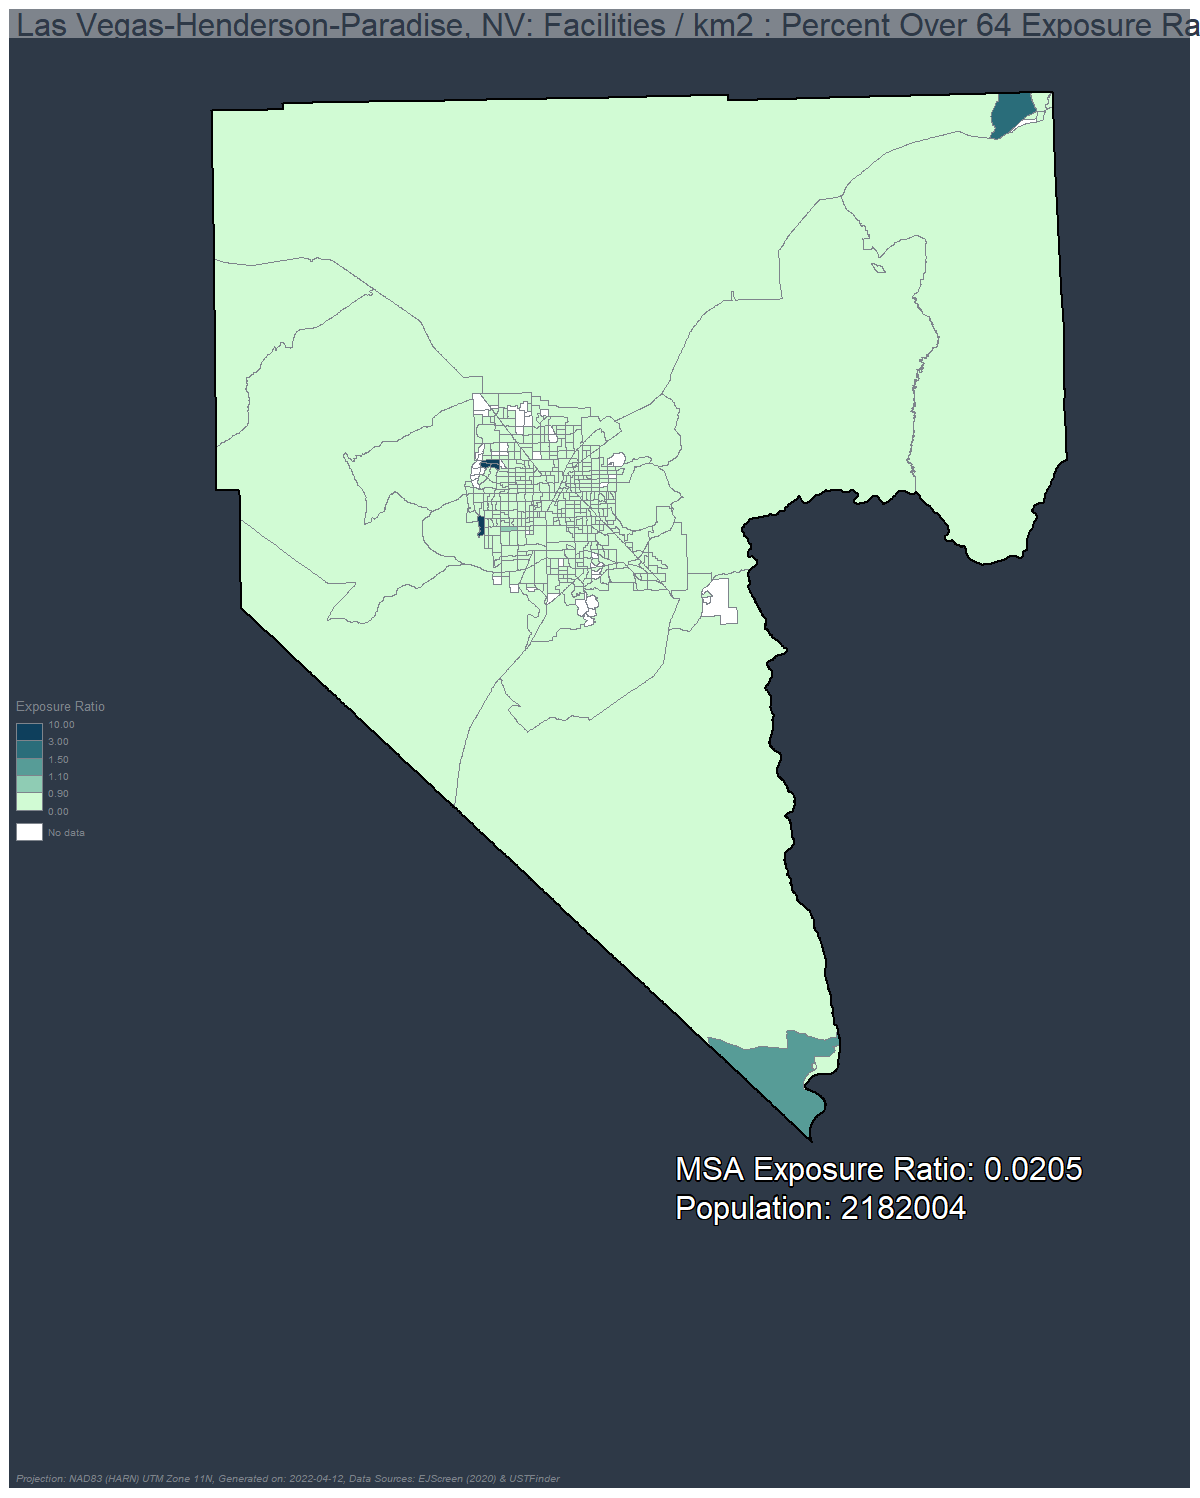 Las Vegas-Henderson-Paradise, NV: Facilities / km2 : Percent Over 64 Exposure Ra
Exposure Ratio
10.00
3.00
1.50
1.10
0.90
0.00
No data
MSA Exposure Ratio: 0.0205
Population: 2182004
Projection: NAD83 (HARN) UTM Zone 11N, Generated on: 2022-04-12, Data Sources: EJScreen (2020) & USTFinder